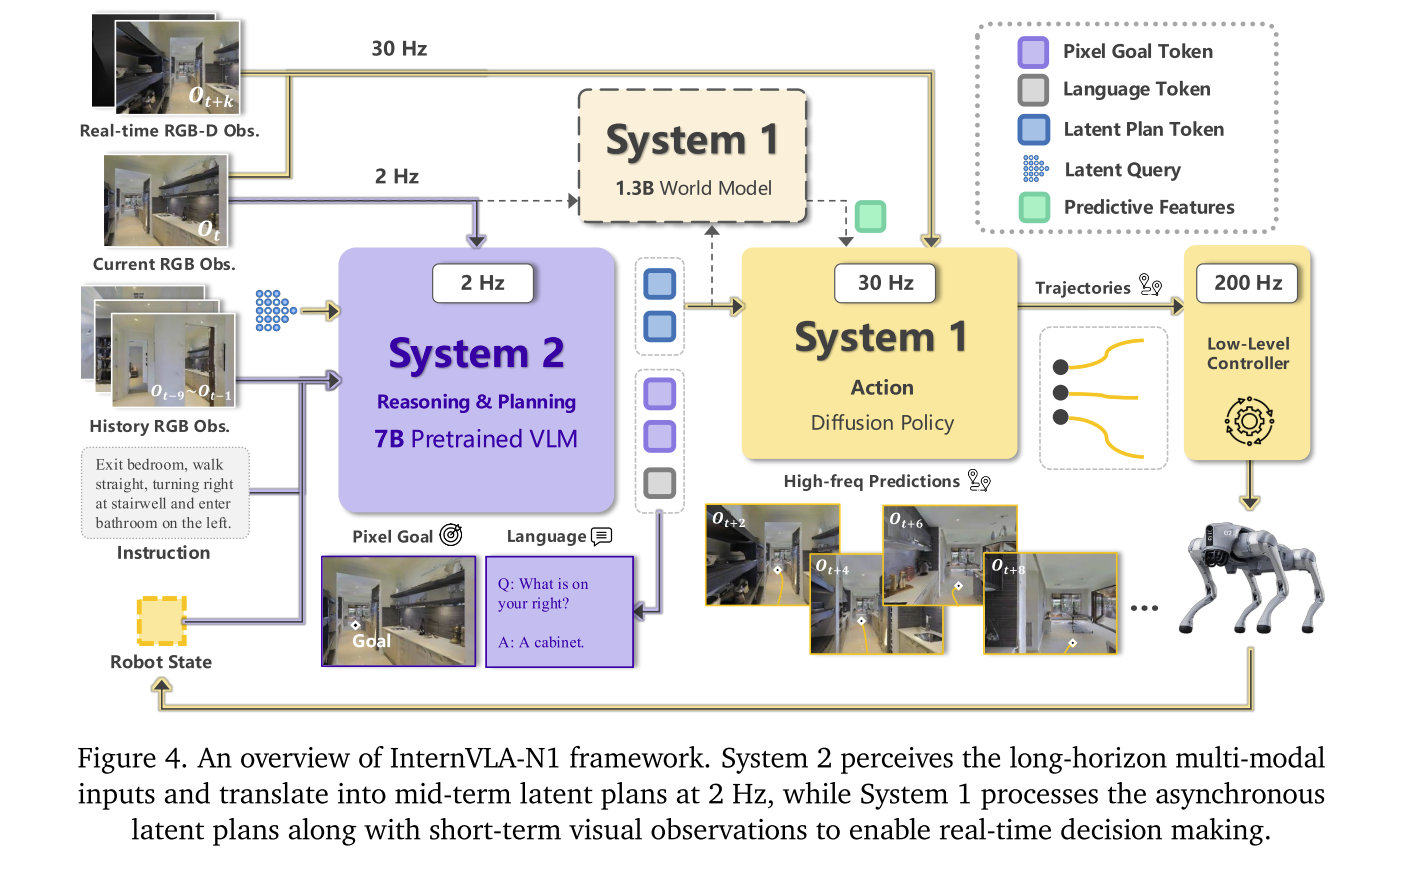 30 Hz
O_{t+k}
Real-time RGB-D Obs.
2 Hz
O_t
Current RGB Obs.
O_{t-9}~O_{t-1}
History RGB Obs.
Exit bedroom, walk
straight, turning right
at stairwell and enter
bathroom on the left.
Instruction
Robot State
System 1
1.3B World Model
Pixel Goal Token
Language Token
Latent Plan Token
Latent Query
Predictive Features
2 Hz
System 2
Reasoning & Planning
7B Pretrained VLM
Pixel Goal
Goal
Language
Q: What is on
your right?
A: A cabinet.
30 Hz
System 1
Action
Diffusion Policy
High-freq Predictions
O_{t+2}
O_{t+4}
O_{t+6}
O_{t+8}
...
Trajectories
200 Hz
Low-Level
Controller
Figure 4. An overview of InternVLA-N1 framework. System 2 perceives the long-horizon multi-modal
inputs and translate into mid-term latent plans at 2 Hz, while System 1 processes the asynchronous
latent plans along with short-term visual observations to enable real-time decision making.